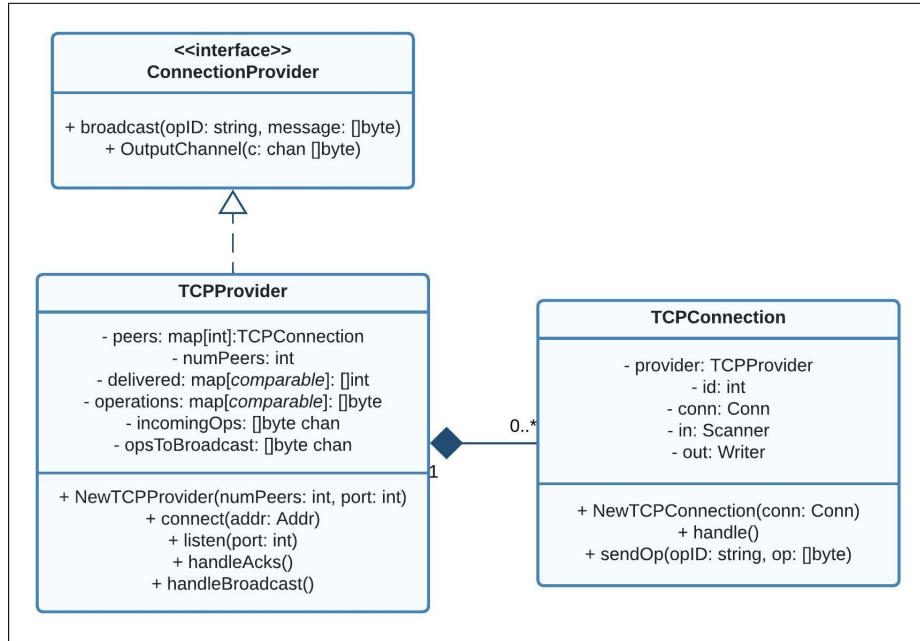 <<interface>>
ConnectionProvider
+ broadcast(opID: string, message: []byte)
+ OutputChannel(c: chan []byte)
TCPProvider
- peers: map[int]:TCPConnection
- numPeers: int
- delivered: map[comparable]: []int
- operations: map[comparable]: []byte
- incomingOps: []byte chan
- opsToBroadcast: []byte chan
+ NewTCPProvider(numPeers: int, port: int)
+ connect(addr: Addr)
+ listen(port: int)
+ handleAcks()
+ handleBroadcast()
1
0..*
TCPConnection
- provider: TCPProvider
- id: int
- conn: Conn
- in: Scanner
- out: Writer
+ NewTCPConnection(conn: Conn)
+ handle()
+ sendOp(opID: string, op: []byte)